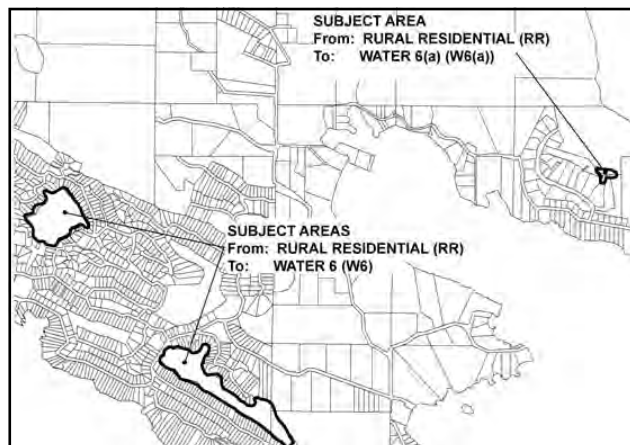 SUBJECT AREA
From: RURAL RESIDENTIAL (RR)
To: WATER 6(a) (W6(a))
SUBJECT AREAS
From: RURAL RESIDENTIAL (RR)
To: WATER 6 (W6)